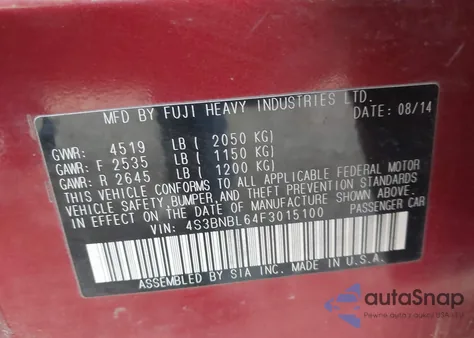 MFD BY FUJI HEAVY INDUSTRIES LTD.
DATE: 08/14
GVWR: 4519 LB ( 2050 KG)
GAWR: F 2535 LB ( 1150 KG)
GAWR: R 2645 LB ( 1200 KG)
THIS VEHICLE CONFORMS TO ALL APPLICABLE FEDERAL MOTOR
VEHICLE SAFETY, BUMPER, AND THEFT PREVENTION STANDARDS
IN EFFECT ON THE DATE OF MANUFACTURE SHOWN ABOVE.
VIN: 4S3BNBL64F3015100 PASSENGER CAR
ASSEMBLED BY SIA INC. MADE IN U.S.A.
autoSnap